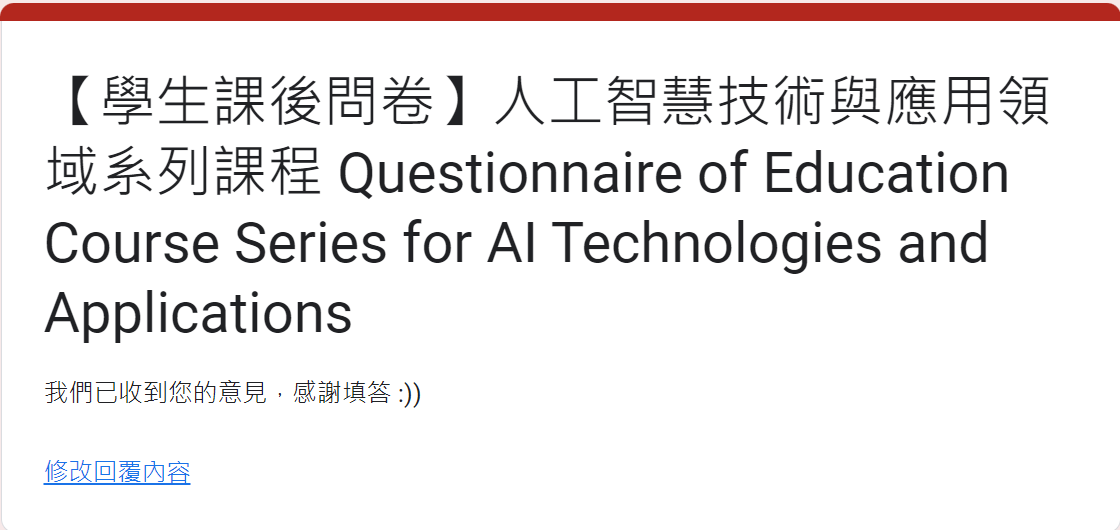 【學生課後問卷】人工智慧技術與應用領
域系列課程 Questionnaire of Education
Course Series for AI Technologies and
Applications
我們已收到您的意見，感謝填答 :))
修改回覆內容